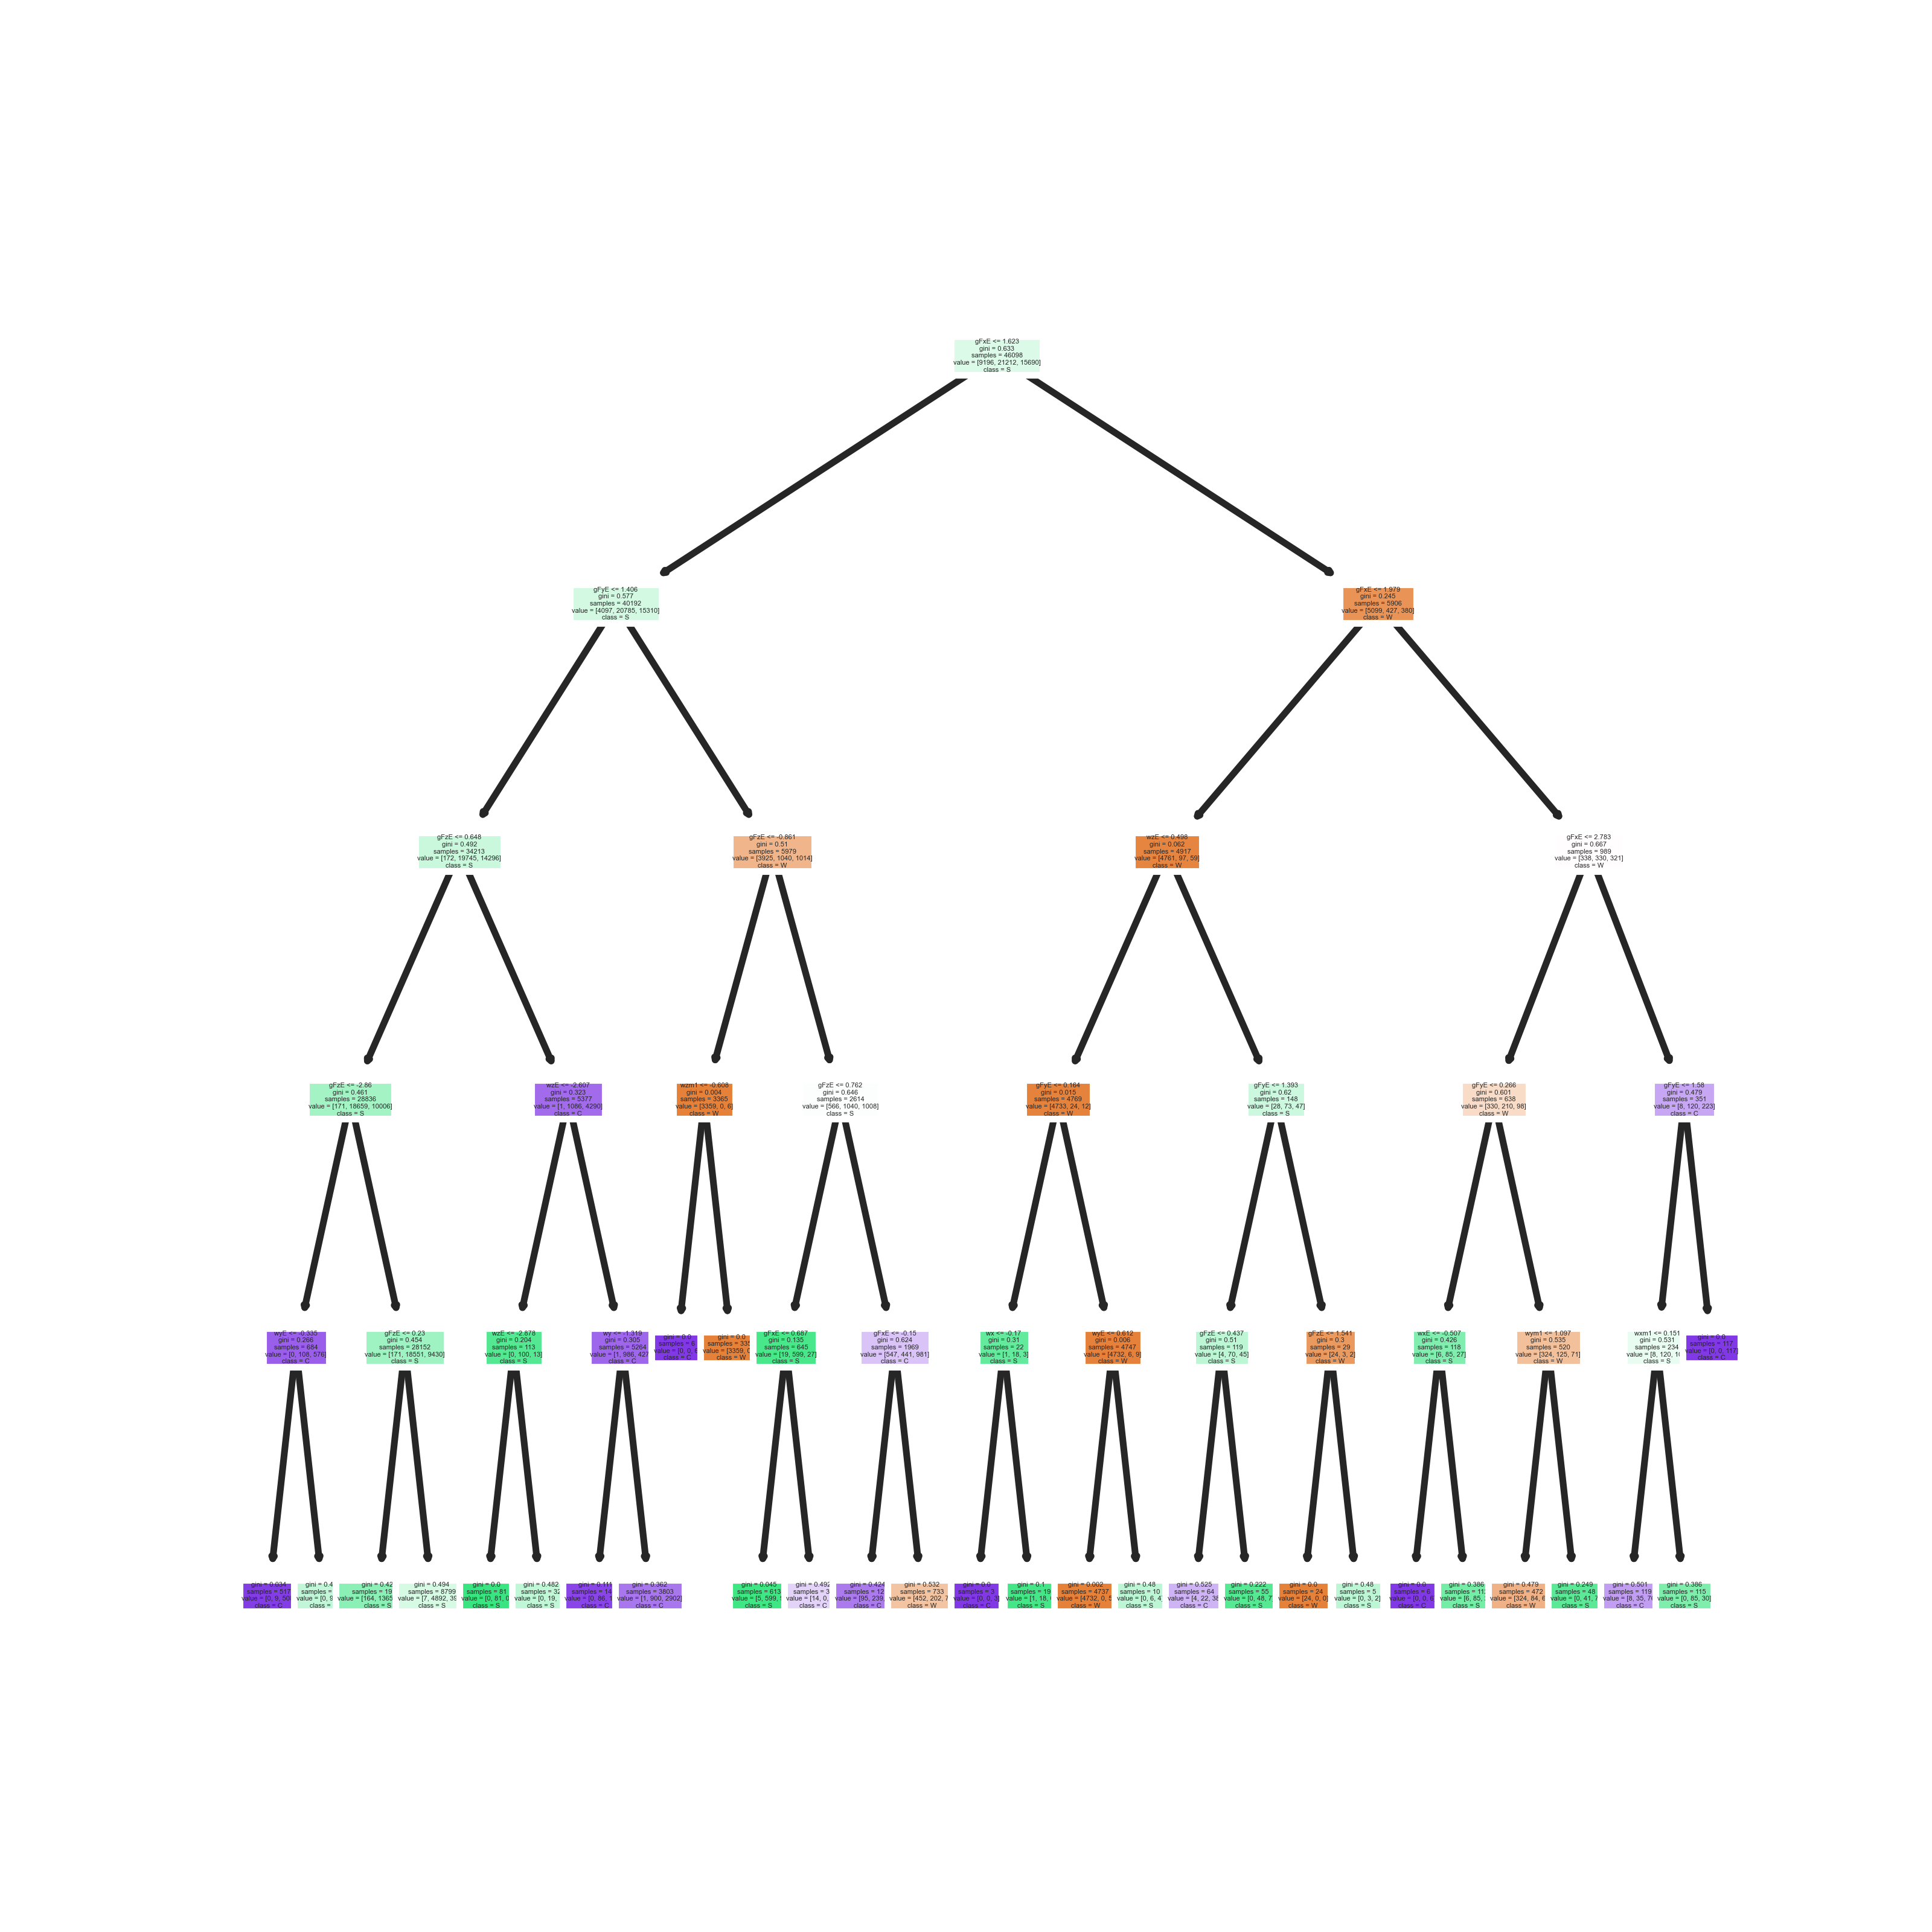 gFxE <= 1.623
gini = 0.633
samples = 46098
value = [9196, 21212, 15690]
class = S
gFyE <= 1.406
gini = 0.577
samples = 40192
value = [4097, 20785, 15310]
class = S
gFxE <= 1.979
gini = 0.245
samples = 5906
value = [5099, 427, 380]
class = W
gFzE <= 0.648
gini = 0.492
samples = 34213
value = [172, 19745, 14296]
class = S
gFzE <= -0.861
gini = 0.51
samples = 5979
value = [3925, 1040, 1014]
class = W
wzE <= 0.498
gini = 0.062
samples = 4917
value = [4761, 97, 59]
class = W
gFxE <= 2.783
gini = 0.667
samples = 989
value = [338, 330, 321]
class = W
gFzE <= -2.86
gini = 0.461
samples = 28836
value = [171, 18659, 10006]
class = S
wzE <= -2.607
gini = 0.323
samples = 5377
value = [1, 1086, 4290]
class = C
wzm1 <= -0.608
gini = 0.004
samples = 3365
value = [3359, 0, 6]
class = W
gFzE <= 0.762
gini = 0.646
samples = 2614
value = [566, 1040, 1008]
class = S
gFyE <= 0.164
gini = 0.015
samples = 4769
value = [4733, 24, 12]
class = W
gFyE <= 1.393
gini = 0.62
samples = 148
value = [28, 73, 47]
class = S
gFyE <= 0.266
gini = 0.601
samples = 638
value = [330, 210, 98]
class = W
gFyE <= 1.58
gini = 0.479
samples = 351
value = [8, 120, 223]
class = C
wyE <= -0.335
gini = 0.266
samples = 684
value = [0, 108, 576]
class = C
gFzE <= 0.23
gini = 0.454
samples = 28152
value = [171, 18551, 9430]
class = S
wzE <= -2.878
gini = 0.204
samples = 113
value = [0, 100, 13]
class = S
wy <= -1.319
gini = 0.305
samples = 5264
value = [1, 986, 427
class = C
gini = 0.0
samples = 6
value = [0, 0, 6
class = C
gini = 0.0
samples = 335
value = [3359, 0
class = W
gFxE <= 0.687
gini = 0.135
samples = 645
value = [19, 599, 27]
class = S
gFxE <= -0.15
gini = 0.624
samples = 1969
value = [547, 441, 981]
class = C
wx <= -0.17
gini = 0.31
samples = 22
value = [1, 18, 3]
class = S
wyE <= 0.612
gini = 0.006
samples = 4747
value = [4732, 6, 9]
class = W
gFzE <= 0.437
gini = 0.51
samples = 119
value = [4, 70, 45]
class = S
gFzE <= 1.541
gini = 0.3
samples = 29
value = [24, 3, 2]
class = W
wxE <= -0.507
gini = 0.426
samples = 118
value = [6, 85, 27]
class = S
wym1 <= 1.097
gini = 0.535
samples = 520
value = [324, 125, 71]
class = W
wxm1 <= 0.151
gini = 0.531
samples = 234
value = [8, 120, 1
class = S
gini = 0.0
samples = 117
value = [0, 0, 117]
class = C
gini = 0.034
samples = 517
value = [0, 9, 50
class = C
gini = 0.4
samples =
value = [0, 9
class = S
gini = 0.42
samples = 19
value = [164, 1365
class = S
gini = 0.494
samples = 8799
value = [7, 4892, 39
class = S
gini = 0.0
samples = 81
value = [0, 81, 0
class = S
gini = 0.482
samples = 32
value = [0, 19,
class = S
gini = 0.111
samples = 14
value = [0, 86, 1
class = C
gini = 0.362
samples = 3803
value = [1, 900, 2902]
class = C
gini = 0.045
samples = 613
value = [5, 599,
class = S
gini = 0.492
samples = 3
value = [14, 0,
class = C
gini = 0.424
samples = 12
value = [95, 239,
class = C
gini = 0.532
samples = 733
value = [452, 202, 7
class = W
gini = 0.0
samples = 3
value = [0, 0, 3]
class = C
gini = 0.1
samples = 19
value = [1, 18,
class = S
gini = 0.002
samples = 4737
value = [4732, 0, 5
class = W
gini = 0.48
samples = 10
value = [0, 6, 4
class = S
gini = 0.525
samples = 64
value = [4, 22, 38
class = C
gini = 0.222
samples = 55
value = [0, 48, 7
class = S
gini = 0.0
samples = 24
value = [24, 0, 0]
class = W
gini = 0.48
samples = 5
value = [0, 3, 2]
class = S
gini = 0.0
samples = 6
value = [0, 0, 6
class = C
gini = 0.386
samples = 11
value = [6, 85,
class = S
gini = 0.479
samples = 472
value = [324, 84, 6
class = W
gini = 0.249
samples = 48
value = [0, 41, 7
class = S
gini = 0.501
samples = 119
value = [8, 35, 7
class = C
gini = 0.386
samples = 115
value = [0, 85, 30]
class = S